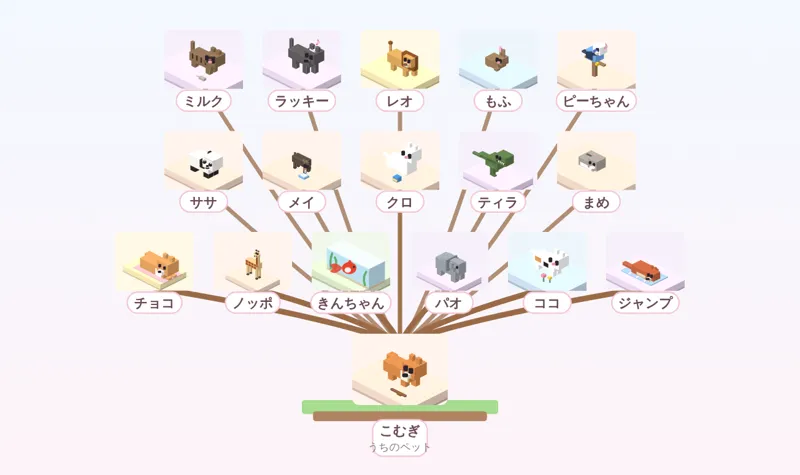 ミルク
ラッキー
レオ
もふ
ピーちゃん
ササ
メイ
クロ
ティラ
まめ
チョコ
ノッポ
きんちゃん
パオ
ココ
ジャンプ
こむぎ
うちのペット